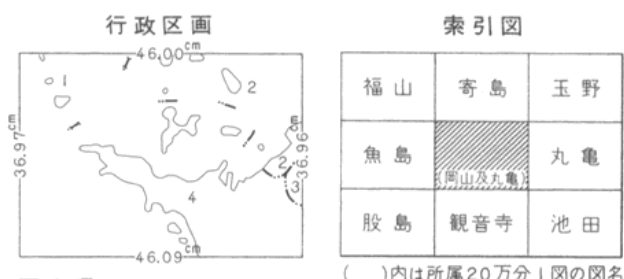 行政区画
46.00cm
1
2
36.97cm
36.96cm
2
3
4
46.09cm
索引図
福山 寄島 玉野
魚島 (岡山及丸亀) 丸亀
股島 観音寺 池田
( )内は所属20万分1図の図名